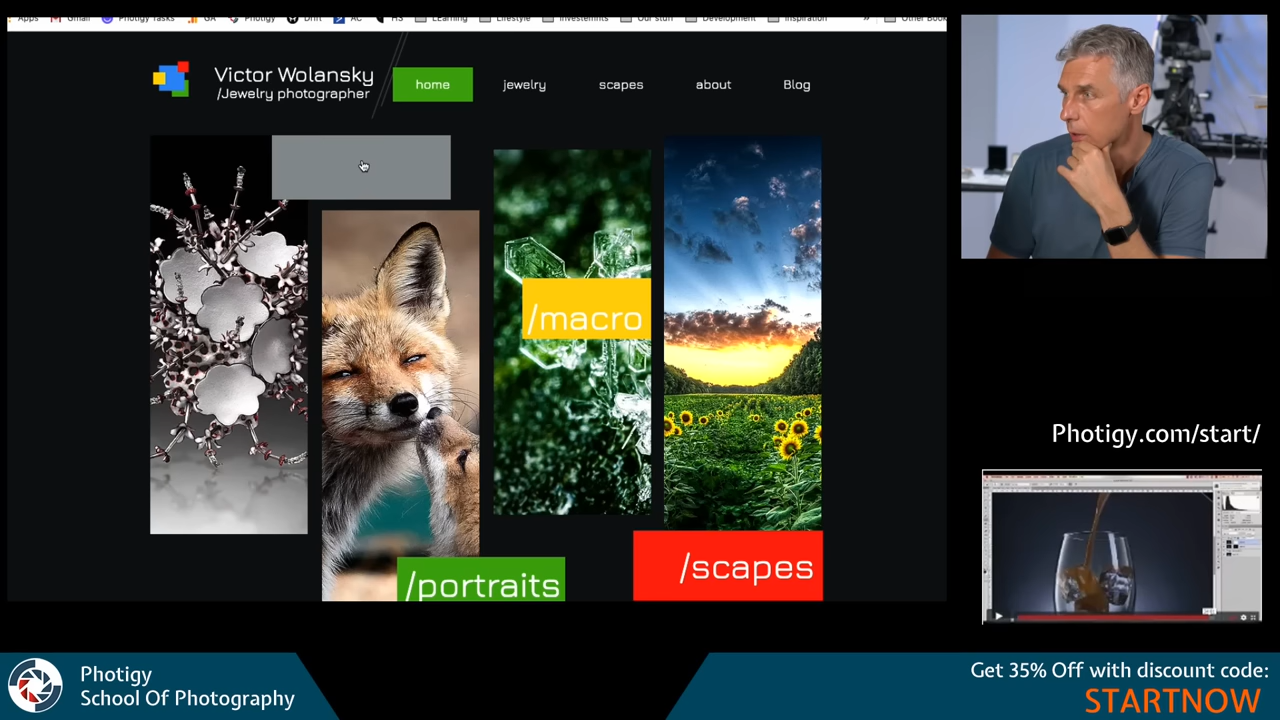 Apps
Gmail
Photigy Tasks
GA
Photigy
Drift
AC
HS
LEarning
Lifestyle
Investemnts
Our stuff
Development
Inspiration
»
Other Book
Victor Wolansky
/Jewelry photographer
home
jewelry
scapes
about
Blog
/macro
/portraits
/scapes
Photigy.com/start/
Photigy
School Of Photography
Get 35% Off with discount code:
STARTNOW